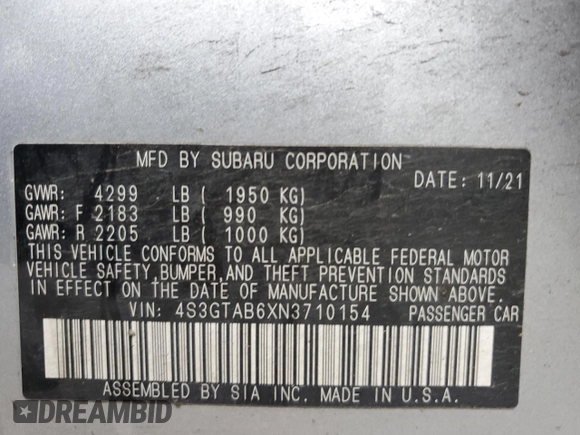 MFD BY SUBARU CORPORATION
GVWR: 4299 LB ( 1950 KG) DATE: 11/21
GAWR: F 2183 LB ( 990 KG)
GAWR: R 2205 LB ( 1000 KG)
THIS VEHICLE CONFORMS TO ALL APPLICABLE FEDERAL MOTOR
VEHICLE SAFETY, BUMPER, AND THEFT PREVENTION STANDARDS
IN EFFECT ON THE DATE OF MANUFACTURE SHOWN ABOVE.
VIN: 4S3GTAB6XN3710154 PASSENGER CAR
ASSEMBLED BY SIA INC. MADE IN U.S.A.
DREAMBID